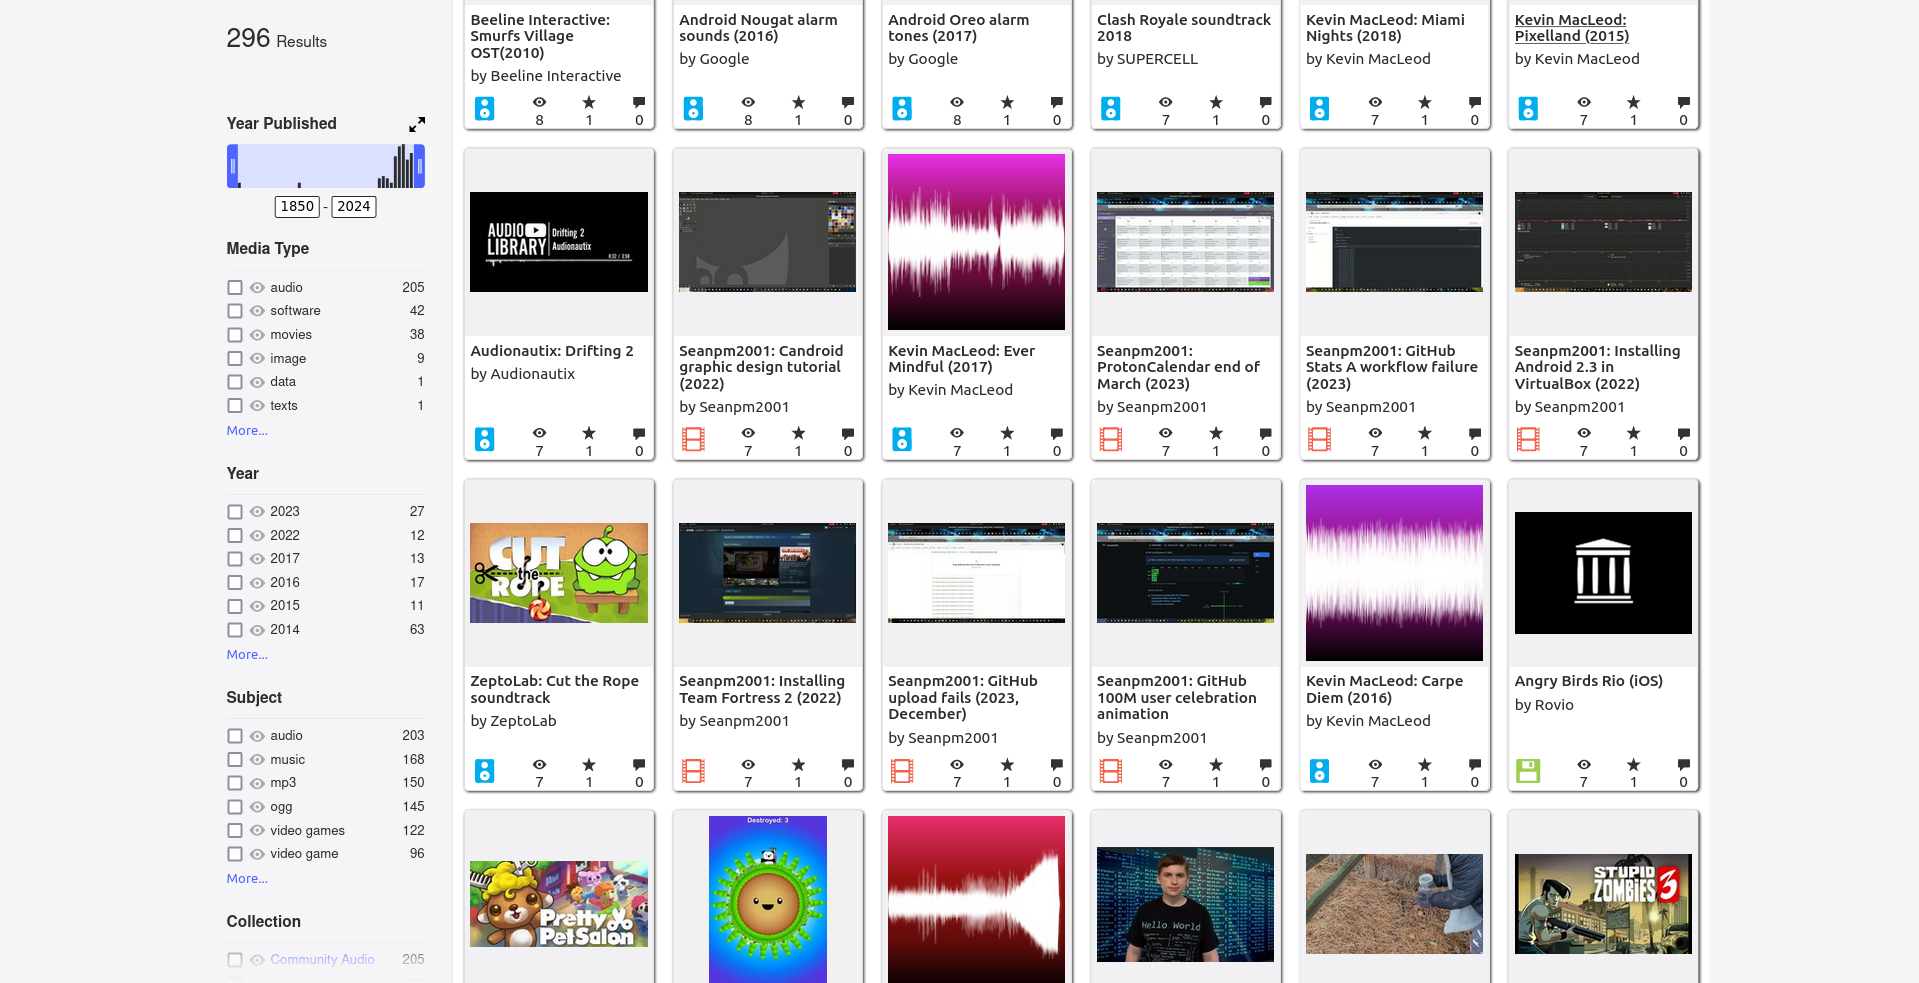 296 Results
Year Published
1850 - 2024
Media Type
audio 205
software 42
movies 38
image 9
data 1
texts 1
More...
Year
2023 27
2022 12
2017 13
2016 17
2015 11
2014 63
More...
Subject
audio 203
music 168
mp3 150
ogg 145
video games 122
video game 96
More...
Collection
Community Audio 205
Beeline Interactive:
Smurfs Village
OST(2010)
by Beeline Interactive
8 1 0
Android Nougat alarm
sounds (2016)
by Google
8 1 0
Android Oreo alarm
tones (2017)
by Google
8 1 0
Clash Royale soundtrack
2018
by SUPERCELL
7 1 0
Kevin MacLeod: Miami
Nights (2018)
by Kevin MacLeod
7 1 0
Kevin MacLeod:
Pixelland (2015)
by Kevin MacLeod
7 1 0
AUDIO
LIBRARY
Drifting 2
Audionautix
0:32 / 3:58
Audionautix: Drifting 2
by Audionautix
7 1 0
Seanpm2001: Candroid
graphic design tutorial
(2022)
by Seanpm2001
7 1 0
Kevin MacLeod: Ever
Mindful (2017)
by Kevin MacLeod
7 1 0
Seanpm2001:
ProtonCalendar end of
March (2023)
by Seanpm2001
7 1 0
Seanpm2001: GitHub
Stats A workflow failure
(2023)
by Seanpm2001
7 1 0
Seanpm2001: Installing
Android 2.3 in
VirtualBox (2022)
by Seanpm2001
7 1 0
CUT
the
ROPE
ZeptoLab: Cut the Rope
soundtrack
by ZeptoLab
7 1 0
Seanpm2001: Installing
Team Fortress 2 (2022)
by Seanpm2001
7 1 0
Seanpm2001: GitHub
upload fails (2023,
December)
by Seanpm2001
7 1 0
Seanpm2001: GitHub
100M user celebration
animation
by Seanpm2001
7 1 0
Kevin MacLeod: Carpe
Diem (2016)
by Kevin MacLeod
7 1 0
Angry Birds Rio (iOS)
by Rovio
7 1 0
Pretty
Pet Salon
Destroyed: 3
Hello World
STUPID
ZOMBIES 3